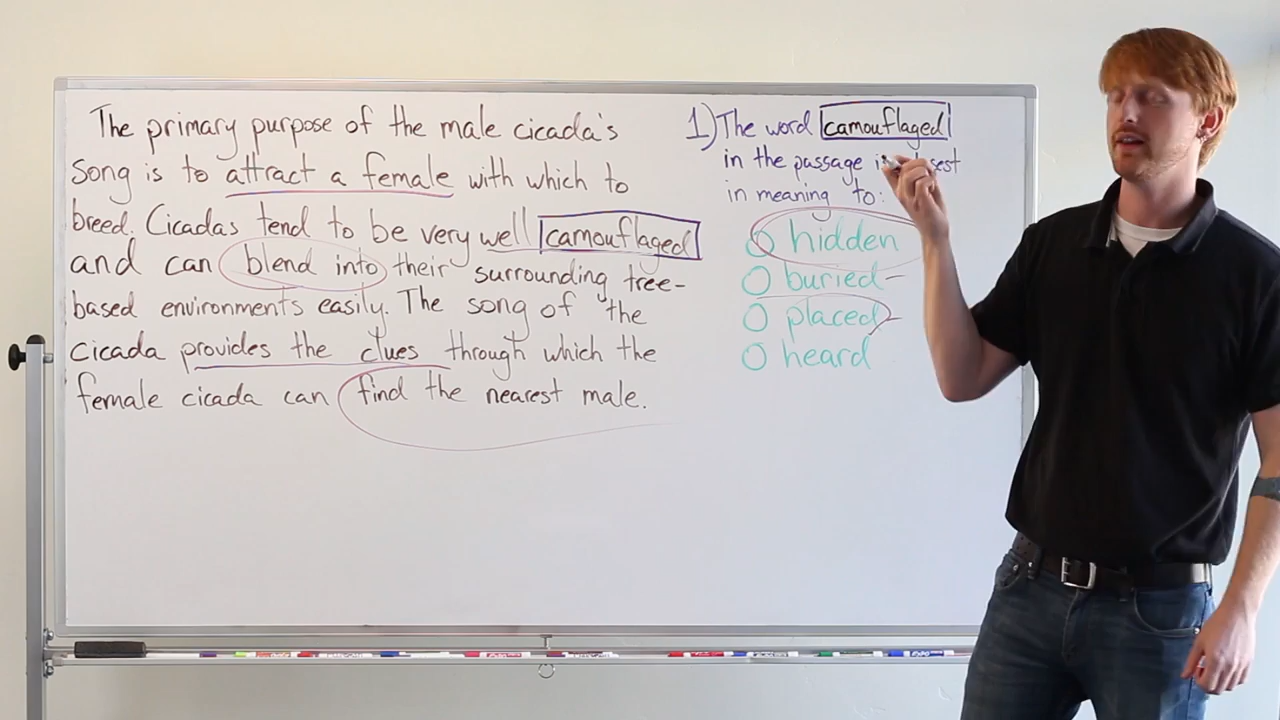 The primary purpose of the male cicada's
song is to attract a female with which to
breed. Cicadas tend to be very well camouflaged
and can blend into their surrounding tree-
based environments easily. The song of the
cicada provides the clues through which the
female cicada can find the nearest male.
1) The word camouflaged
in the passage
in meaning to:
hidden
buried
placed
heard